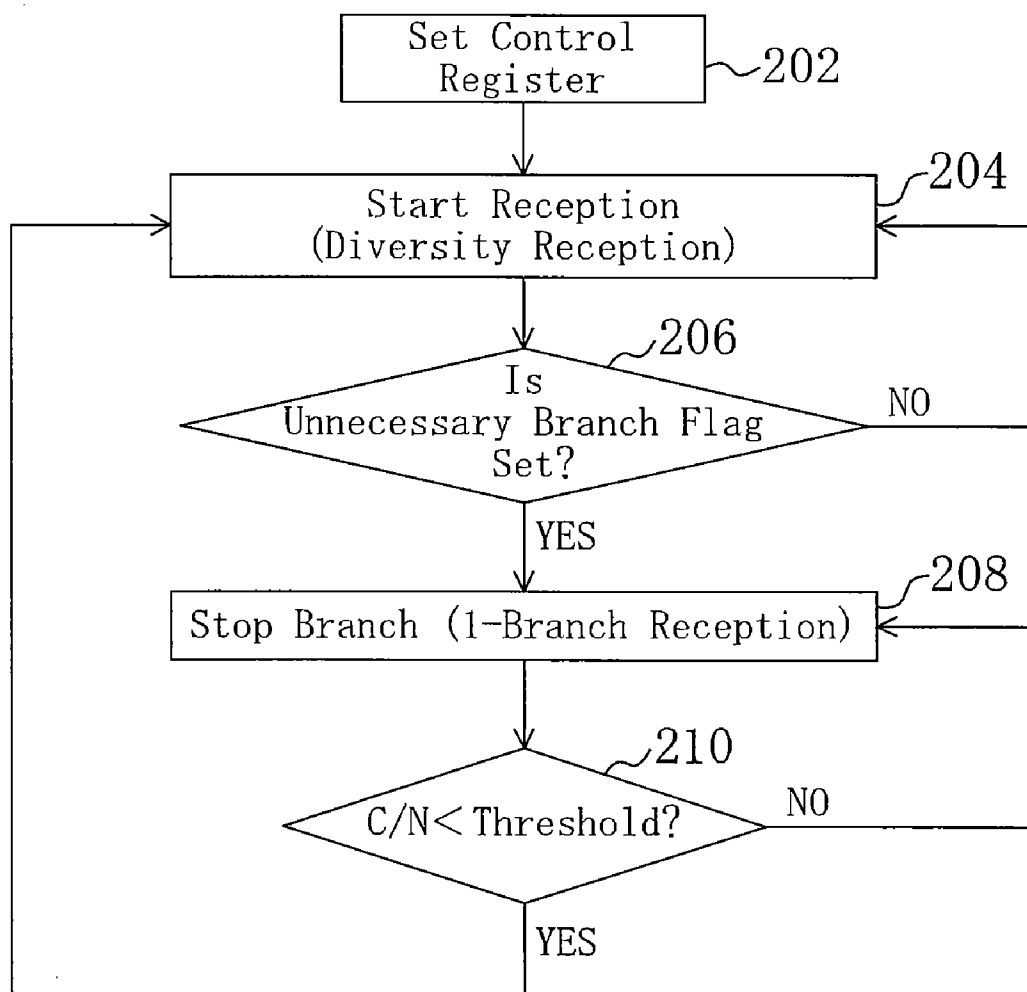 Set Control
Register
202
204
Start Reception
(Diversity Reception)
206
Is
Unnecessary Branch Flag
Set?
NO
YES
208
Stop Branch (1-Branch Reception)
210
C/N<Threshold?
NO
YES